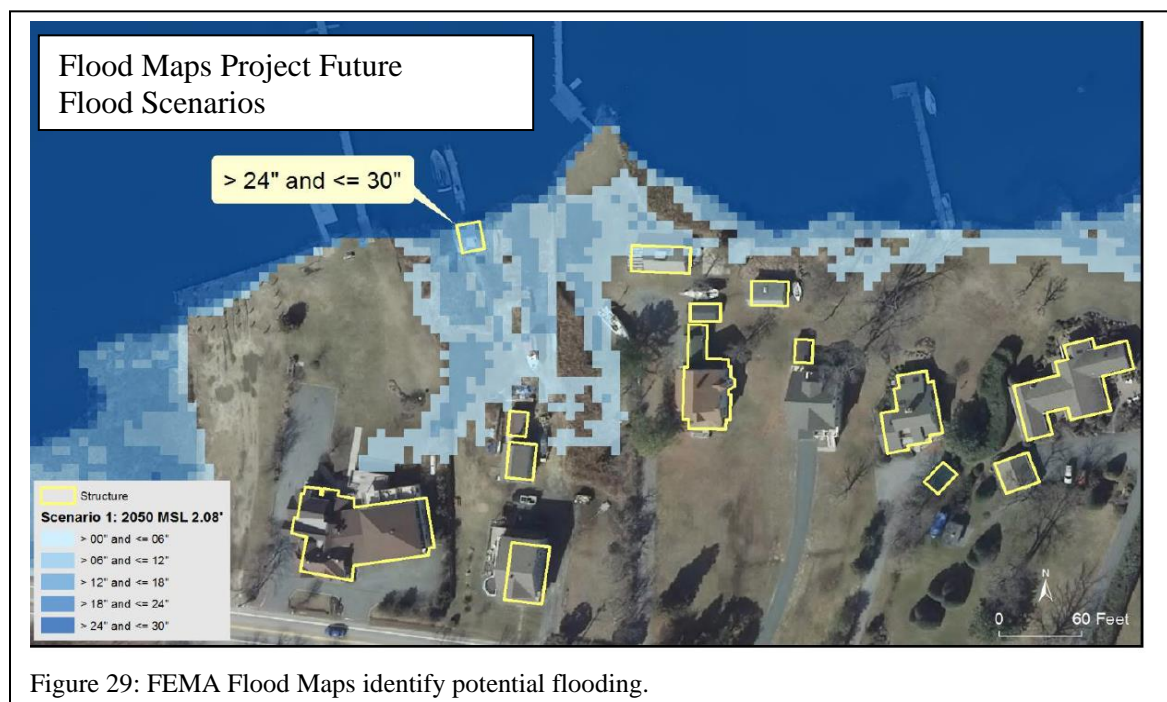 Flood Maps Project Future
Flood Scenarios
> 24" and <= 30"
Structure
Scenario 1: 2050 MSL 2.08'
> 00" and <= 06"
> 06" and <= 12"
> 12" and <= 18"
> 18" and <= 24"
> 24" and <= 30"
N
0 60 Feet
Figure 29: FEMA Flood Maps identify potential flooding.